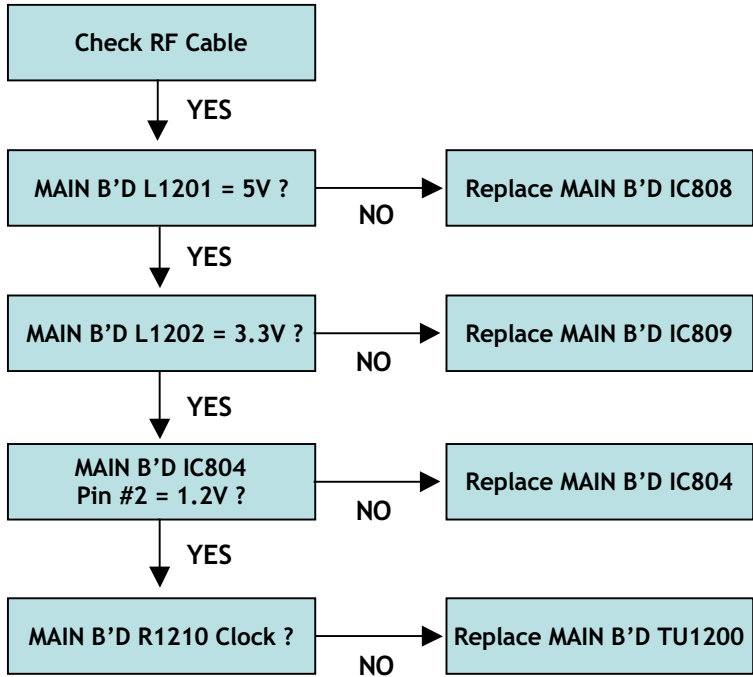 Check RF Cable
YES
MAIN B’D L1201 = 5V ?
NO
Replace MAIN B’D IC808
YES
MAIN B’D L1202 = 3.3V ?
NO
Replace MAIN B’D IC809
YES
MAIN B’D IC804
Pin #2 = 1.2V ?
NO
Replace MAIN B’D IC804
YES
MAIN B’D R1210 Clock ?
NO
Replace MAIN B’D TU1200